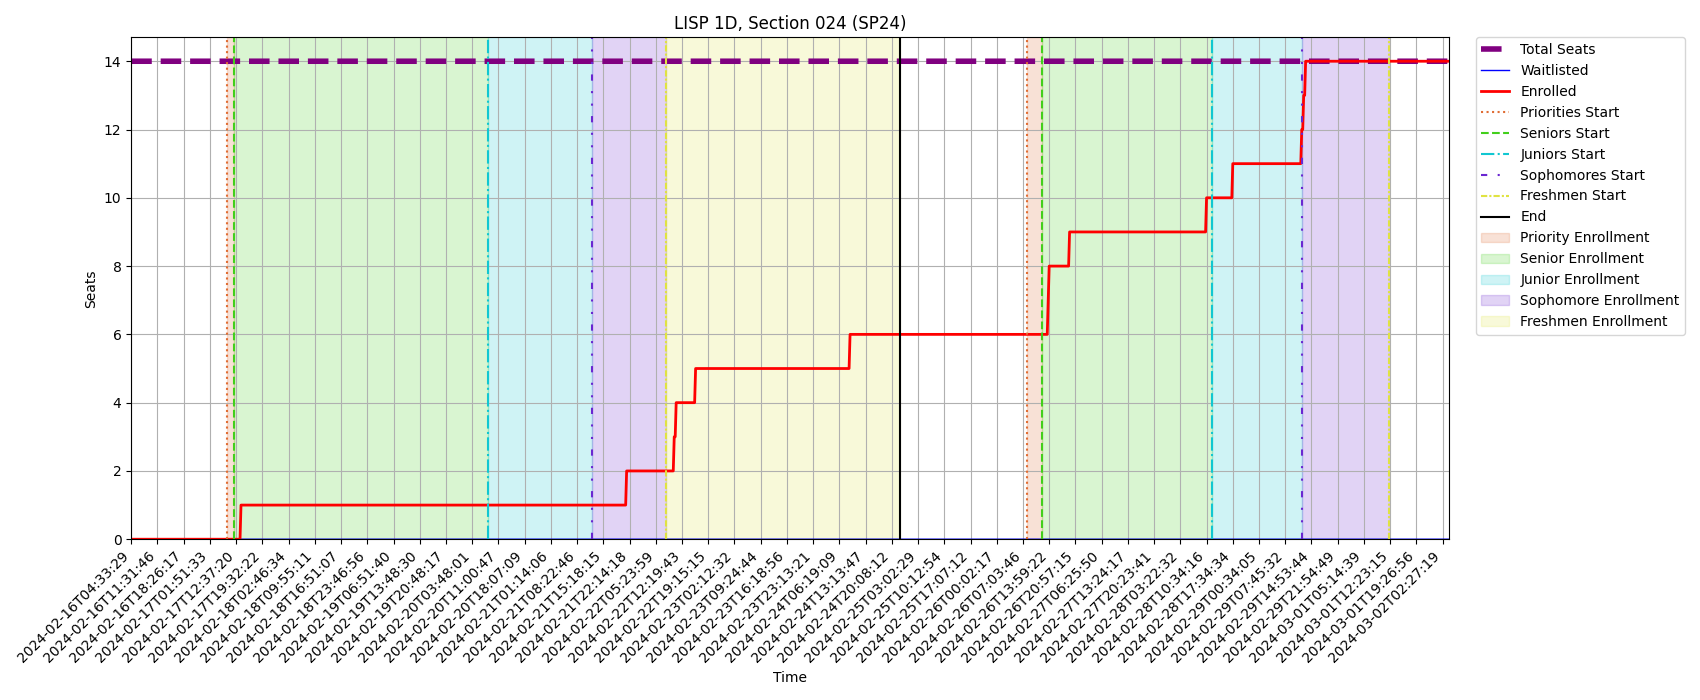 LISP 1D, Section 024 (SP24)
Seats
14
12
10
8
6
4
2
0
2024-02-16T04:33:29
2024-02-16T11:31:46
2024-02-16T18:26:17
2024-02-17T01:51:33
2024-02-17T12:37:20
2024-02-17T19:32:22
2024-02-18T02:46:34
2024-02-18T09:55:11
2024-02-18T16:51:07
2024-02-18T23:46:56
2024-02-19T06:51:40
2024-02-19T13:48:30
2024-02-19T20:48:17
2024-02-20T03:48:01
2024-02-20T11:00:47
2024-02-20T18:07:09
2024-02-21T01:14:06
2024-02-21T08:22:46
2024-02-21T15:18:15
2024-02-21T22:14:18
2024-02-22T05:23:59
2024-02-22T12:19:43
2024-02-22T19:15:15
2024-02-23T02:12:32
2024-02-23T09:24:44
2024-02-23T16:18:56
2024-02-23T23:13:21
2024-02-24T06:19:09
2024-02-24T13:13:47
2024-02-24T20:08:12
2024-02-25T03:02:29
2024-02-25T10:12:54
2024-02-25T17:07:12
2024-02-26T00:02:17
2024-02-26T07:03:46
2024-02-26T13:59:22
2024-02-26T20:57:15
2024-02-27T06:25:50
2024-02-27T13:24:17
2024-02-27T20:23:41
2024-02-28T03:22:32
2024-02-28T10:34:16
2024-02-28T17:34:34
2024-02-29T00:34:05
2024-02-29T07:45:32
2024-02-29T14:53:44
2024-02-29T21:54:49
2024-03-01T05:14:39
2024-03-01T12:23:15
2024-03-01T19:26:56
2024-03-02T02:27:19
Time
Total Seats
Waitlisted
Enrolled
Priorities Start
Seniors Start
Juniors Start
Sophomores Start
Freshmen Start
End
Priority Enrollment
Senior Enrollment
Junior Enrollment
Sophomore Enrollment
Freshmen Enrollment